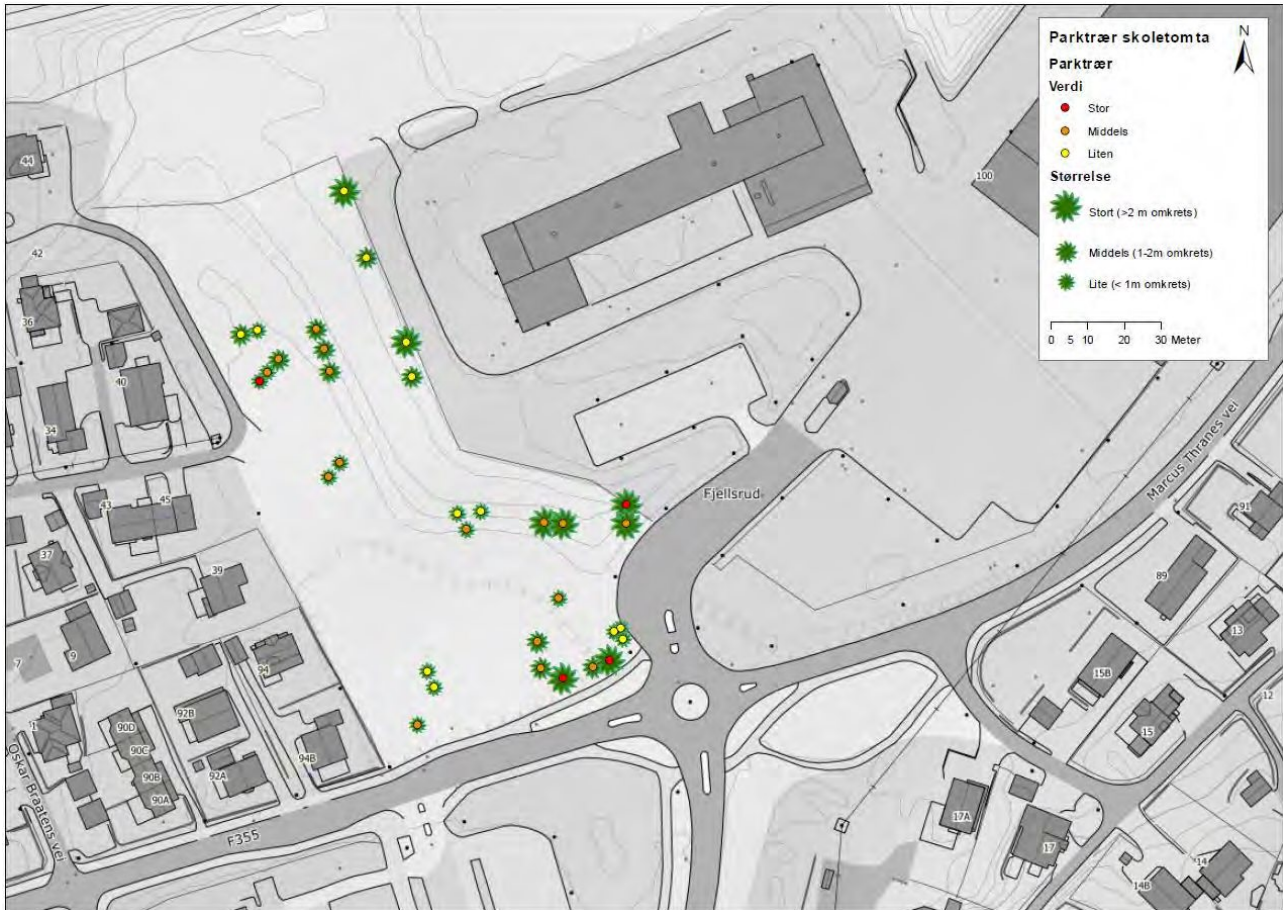 Parktrær skoletomta
N
Parktrær
Verdi
Stor
Middels
Liten
Størrelse
Stort (>2 m omkrets)
Middels (1-2m omkrets)
Lite (< 1m omkrets)
0 5 10 20 30 Meter
44
100
42
36
40
34
43
45
37
39
9
7
94
1
90D
92B
90C
90B
92A
94B
90A
Oskar Braatens vei
F355
Fjellsrud
Marcus Thranes vei
91
89
13
15B
12
15
17A
17
14
14B